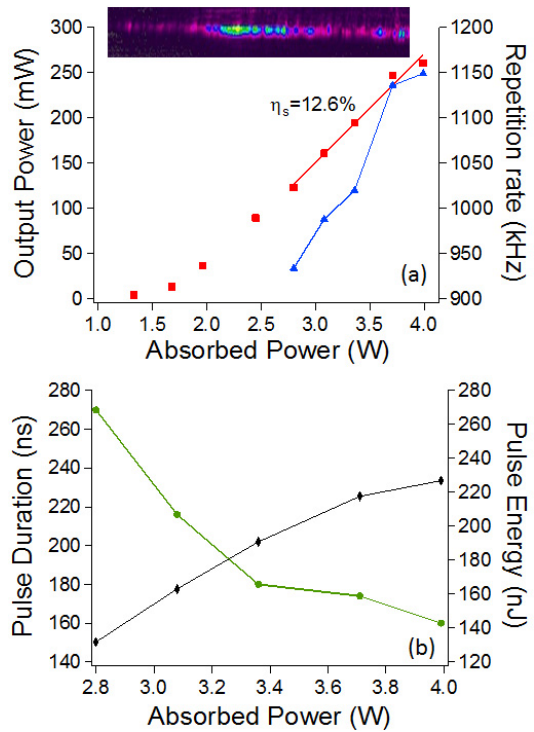 300
250
200
150
100
50
0
Output Power (mW)
1200
1150
1100
1050
1000
950
900
Repetition rate (kHz)
ηs=12.6%
(a)
1.0 1.5 2.0 2.5 3.0 3.5 4.0
Absorbed Power (W)
280
260
240
220
200
180
160
140
Pulse Duration (ns)
280
260
240
220
200
180
160
140
120
Pulse Energy (nJ)
(b)
2.8 3.0 3.2 3.4 3.6 3.8 4.0
Absorbed Power (W)